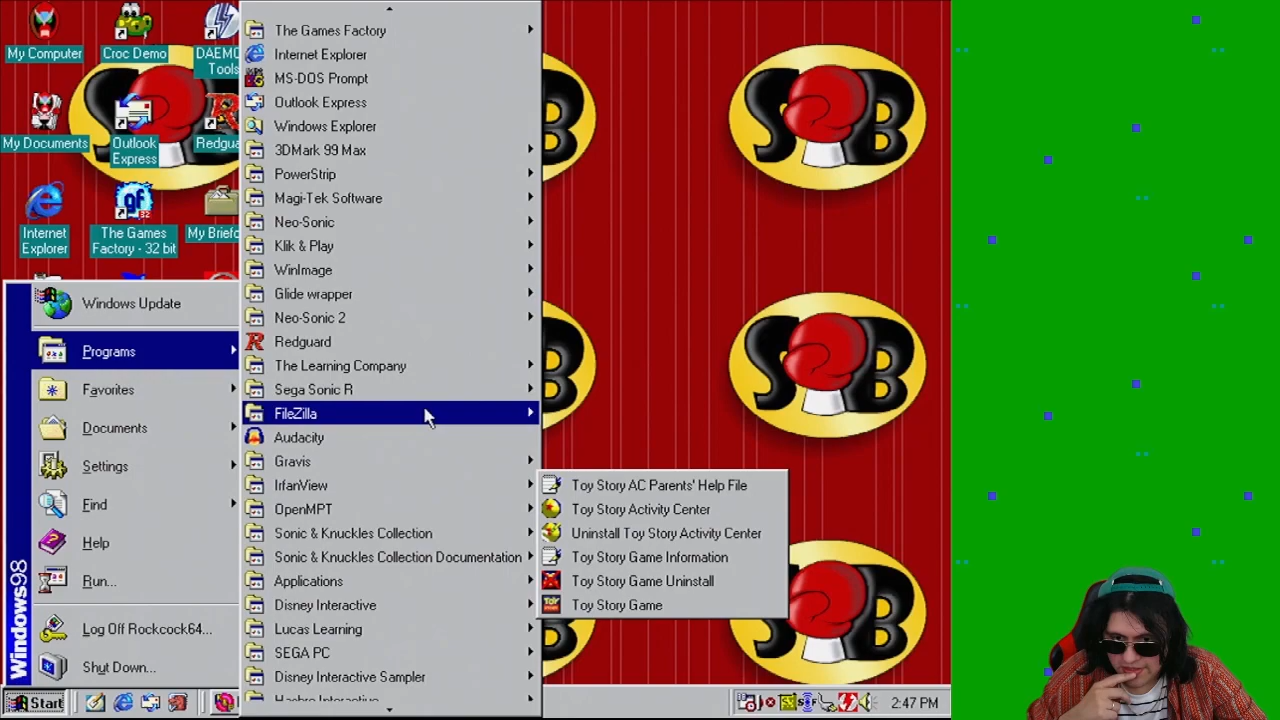 My Computer
Croc Demo
DAEMO
Tools
My Documents
Outlook
Express
Redgua
Internet
Explorer
The Games
Factory - 32 bit
My Briefc
SRB
B
SRB
B
SRB
B
Windows98
Windows Update
Programs
Favorites
Documents
Settings
Find
Help
Run...
Log Off Rockcock64...
Shut Down...
The Games Factory
Internet Explorer
MS-DOS Prompt
Outlook Express
Windows Explorer
3DMark 99 Max
PowerStrip
Magi-Tek Software
Neo-Sonic
Klik & Play
WinImage
Glide wrapper
Neo-Sonic 2
Redguard
The Learning Company
Sega Sonic R
FileZilla
Audacity
Gravis
IrfanView
OpenMPT
Sonic & Knuckles Collection
Sonic & Knuckles Collection Documentation
Applications
Disney Interactive
Lucas Learning
SEGA PC
Disney Interactive Sampler
Hasbro Interactive
Toy Story AC Parents' Help File
Toy Story Activity Center
Uninstall Toy Story Activity Center
Toy Story Game Information
Toy Story Game Uninstall
Toy Story Game
Start
2:47 PM